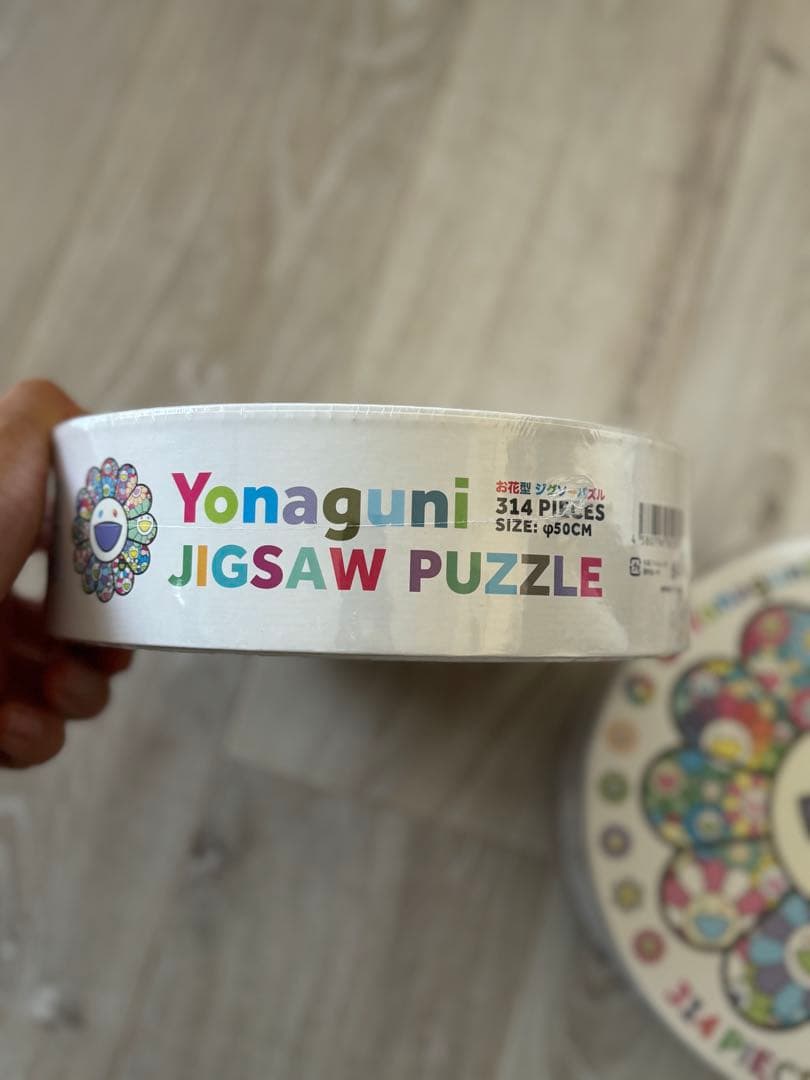 Yonaguni
JIGSAW PUZZLE
お花型 ジグソーパズル
314 PIECES
SIZE: φ50CM
314 PIEC